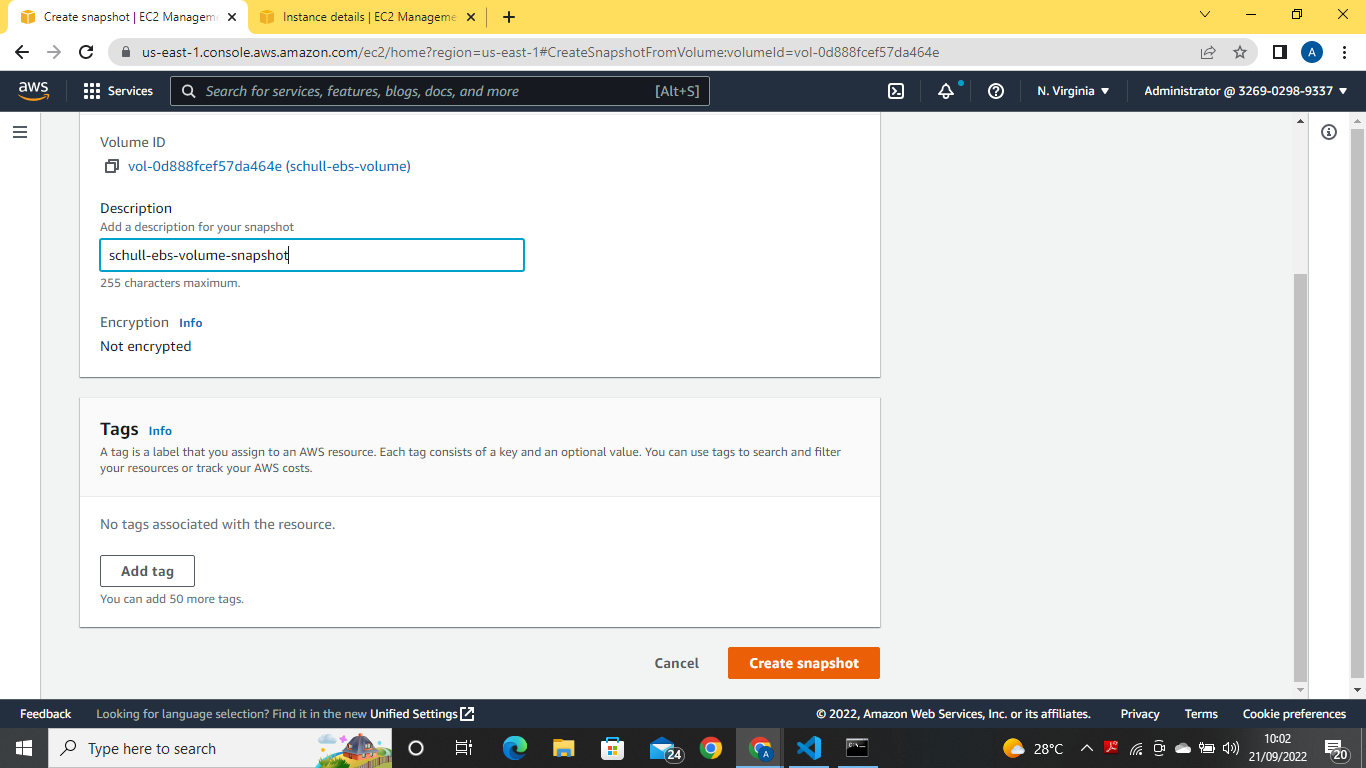 Create snapshot | EC2 Manageme
Instance details | EC2 Manageme
us-east-1.console.aws.amazon.com/ec2/home?region=us-east-1#CreateSnapshotFromVolume:volumeId=vol-0d888fcef57da464e
A
aws
Services
Search for services, features, blogs, docs, and more
[Alt+S]
N. Virginia
Administrator @ 3269-0298-9337
Volume ID
vol-0d888fcef57da464e (schull-ebs-volume)
Description
Add a description for your snapshot
schull-ebs-volume-snapshot
255 characters maximum.
Encryption Info
Not encrypted
Tags Info
A tag is a label that you assign to an AWS resource. Each tag consists of a key and an optional value. You can use tags to search and filter
your resources or track your AWS costs.
No tags associated with the resource.
Add tag
You can add 50 more tags.
Cancel
Create snapshot
Feedback
Looking for language selection? Find it in the new Unified Settings
© 2022, Amazon Web Services, Inc. or its affiliates.
Privacy
Terms
Cookie preferences
Type here to search
24
A
28°C
10:02
21/09/2022
20